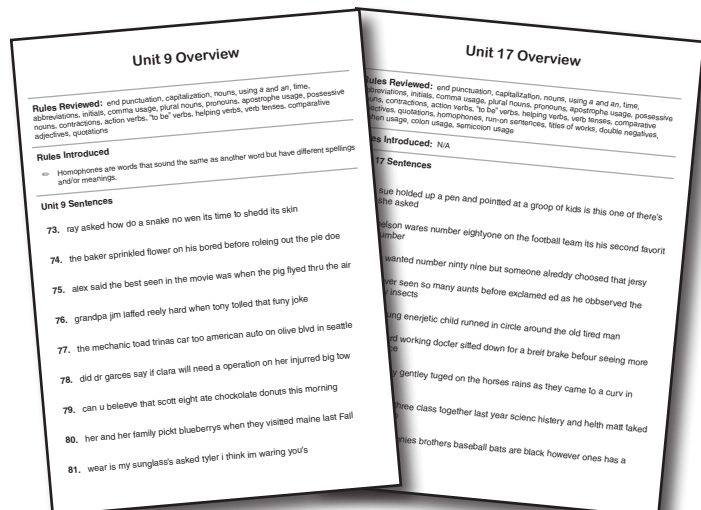 Unit 9 Overview
Rules Reviewed: end punctuation, capitalization, nouns, using a and an, time,
abbreviations, initials, comma usage, plural nouns, pronouns, apostrophe usage, possessive
nouns, contractions, action verbs, "to be" verbs, helping verbs, verb tenses, comparative
adjectives, quotations
Rules Introduced
Homophones are words that sound the same as another word but have different spellings
and/or meanings.
Unit 9 Sentences
73. ray asked how do a snake no wen its time to shedd its skin
74. the baker sprinkled flower on his bored before roleing out the pie doe
75. alex said the best seen in the movie was when the pig flyed thru the air
76. grandpa jim laffed reely hard when tony tolled that funy joke
77. the mechanic toad trinas car too american auto on olive blvd in seattle
78. did dr garces say if clara will need a operation on her injurred big tow
79. can u beleeve that scott eight ate chockolate donuts this morning
80. her and her family pickt blueberrys when they visitted maine last Fall
81. wear is my sunglass's asked tyler i think im waring you's
Unit 17 Overview
ules Reviewed: end punctuation, capitalization, nouns, using a and an, time,
bbreviations, initials, comma usage, plural nouns, pronouns, apostrophe usage, possessive
uns, contractions, action verbs, "to be" verbs, helping verbs, verb tenses, comparative
ectives, quotations, homophones, run-on sentences, titles of works, double negatives,
hen usage, colon usage, semicolon usage
es Introduced: N/A
17 Sentences
sue holded up a pen and pointted at a groop of kids is this one of there's
she asked
elson wares number eightyone on the football team its his second favorit
umber
wanted number ninty nine but someone alreddy choosed that jersy
ver seen so many aunts before exclamed ed as he obbserved the
y insects
ung enerjetic child runned in circle around the old tired man
rd working docter sitted down for a breif brake befour seeing more
ce
y gentley tuged on the horses rains as they came to a curv in
three class together last year scienc histery and helth matt taked
nies brothers baseball bats are black however ones has a